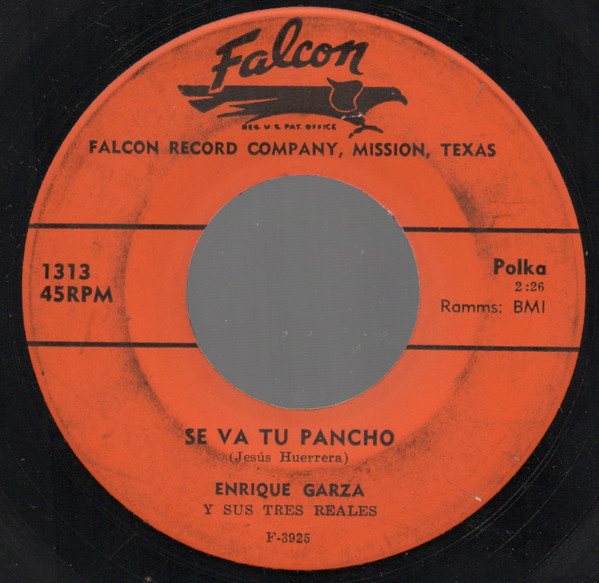 Falcon
REG. U.S. PAT. OFFICE
FALCON RECORD COMPANY, MISSION, TEXAS
1313
45RPM
Polka
2:26
Ramms: BMI
SE VA TU PANCHO
(Jesús Huerrera)
ENRIQUE GARZA
Y SUS TRES REALES
F-3925